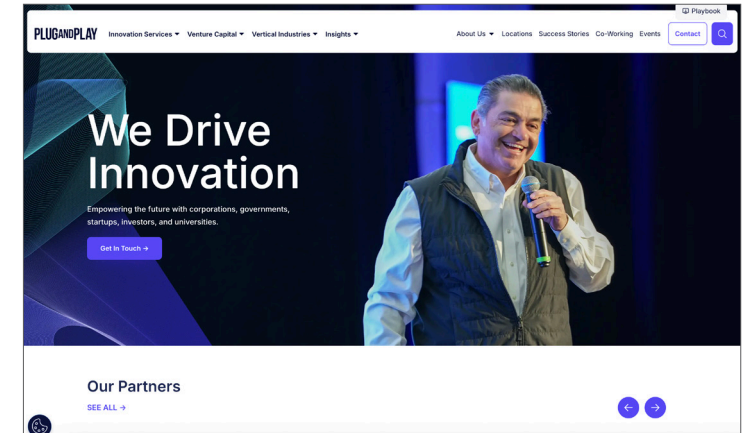 Playbook
PLUGANDPLAY
Innovation Services
Venture Capital
Vertical Industries
Insights
About Us
Locations
Success Stories
Co-Working
Events
Contact
We Drive
Innovation
Empowering the future with corporations, governments,
startups, investors, and universities.
Get In Touch →
Our Partners
SEE ALL →